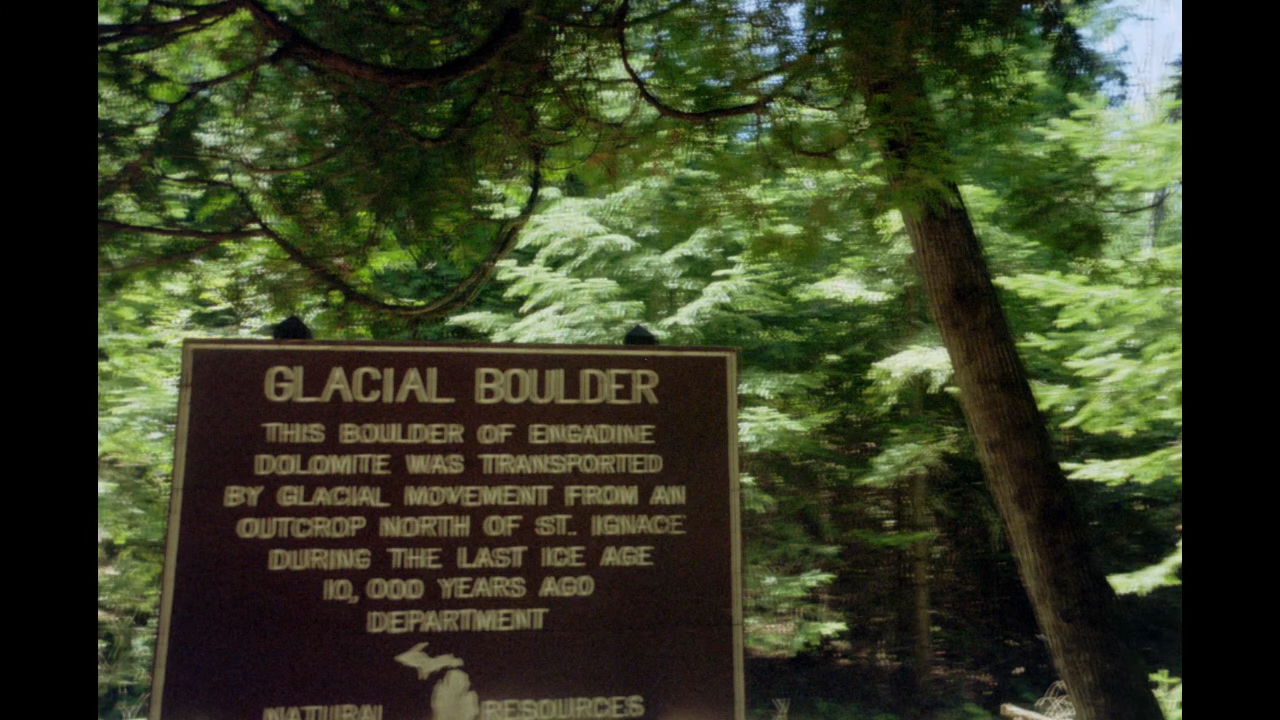 GLACIAL BOULDER
THIS BOULDER OF ENGADINE
DOLOMITE WAS TRANSPORTED
BY GLACIAL MOVEMENT FROM AN
OUTCROP NORTH OF ST. IGNACE
DURING THE LAST ICE AGE
10,000 YEARS AGO
DEPARTMENT
NATURAL RESOURCES